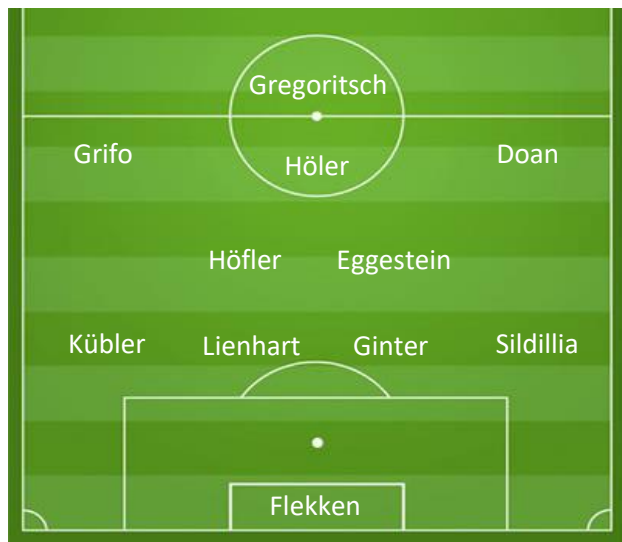 Gregoritsch
Grifo
Höler
Doan
Höfler
Eggestein
Kübler
Lienhart
Ginter
Sildillia
Flekken